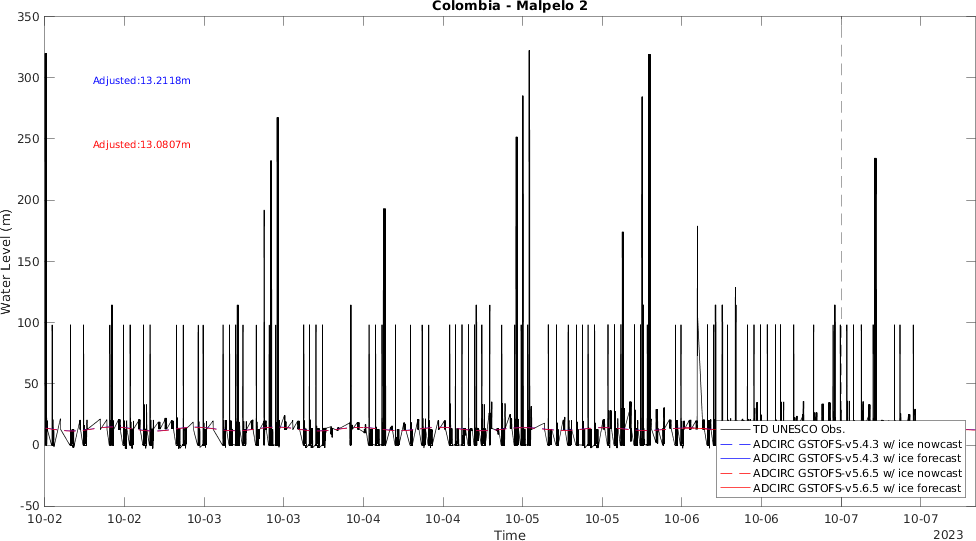 Colombia - Malpelo 2
350
300
250
200
150
100
50
0
-50
Water Level (m)
Adjusted:13.2118m
Adjusted:13.0807m
TD UNESCO Obs.
ADCIRC GSTOFS-v5.4.3 w/ ice nowcast
ADCIRC GSTOFS-v5.4.3 w/ ice forecast
ADCIRC GSTOFS-v5.6.5 w/ ice nowcast
ADCIRC GSTOFS-v5.6.5 w/ ice forecast
10-02 10-02 10-03 10-03 10-04 10-04 10-05 10-05 10-06 10-06 10-07 10-07
Time
2023